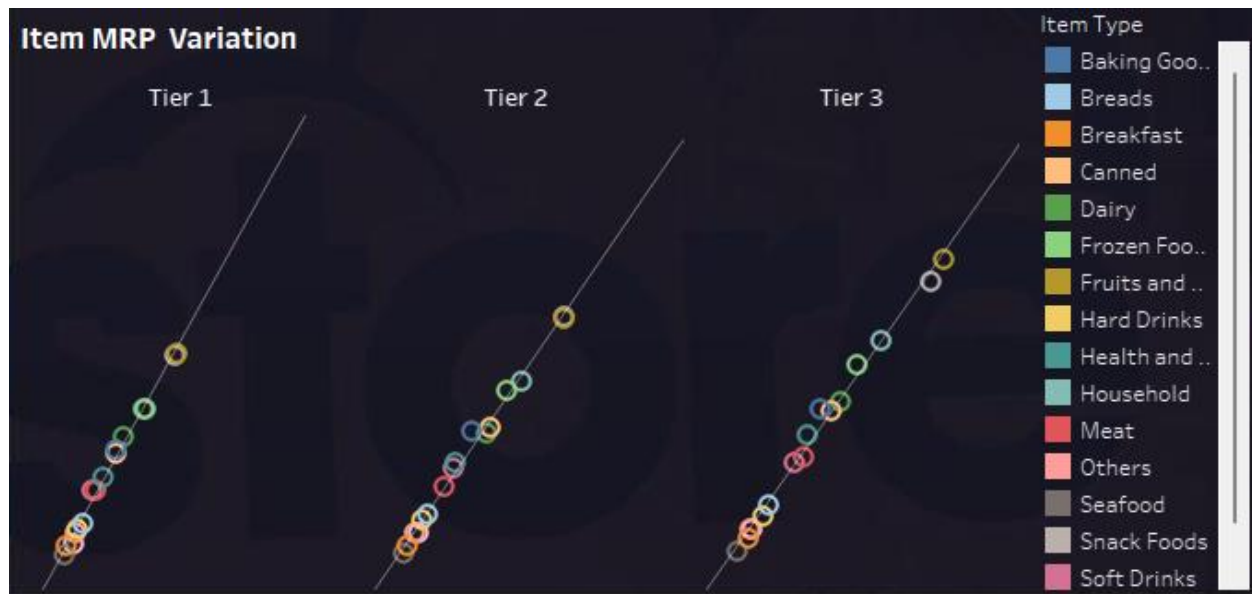 Item MRP Variation
Tier 1
Tier 2
Tier 3
Item Type
Baking Goo..
Breads
Breakfast
Canned
Dairy
Frozen Foo..
Fruits and ..
Hard Drinks
Health and ..
Household
Meat
Others
Seafood
Snack Foods
Soft Drinks
store